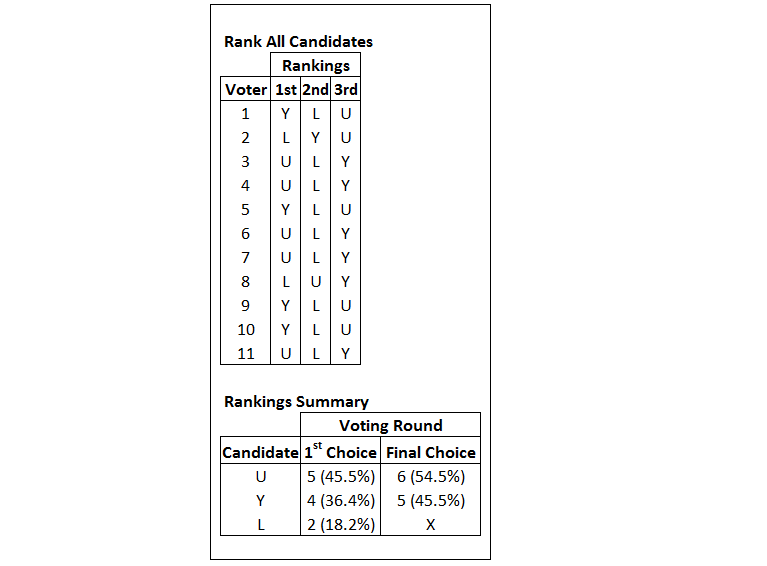 Rank All Candidates
Rankings
Voter 1st 2nd 3rd
1 Y L U
2 L Y U
3 U L Y
4 U L Y
5 Y L U
6 U L Y
7 U L Y
8 L U Y
9 Y L U
10 Y L U
11 U L Y
Rankings Summary
Voting Round
Candidate 1st Choice Final Choice
U 5 (45.5%) 6 (54.5%)
Y 4 (36.4%) 5 (45.5%)
L 2 (18.2%) X